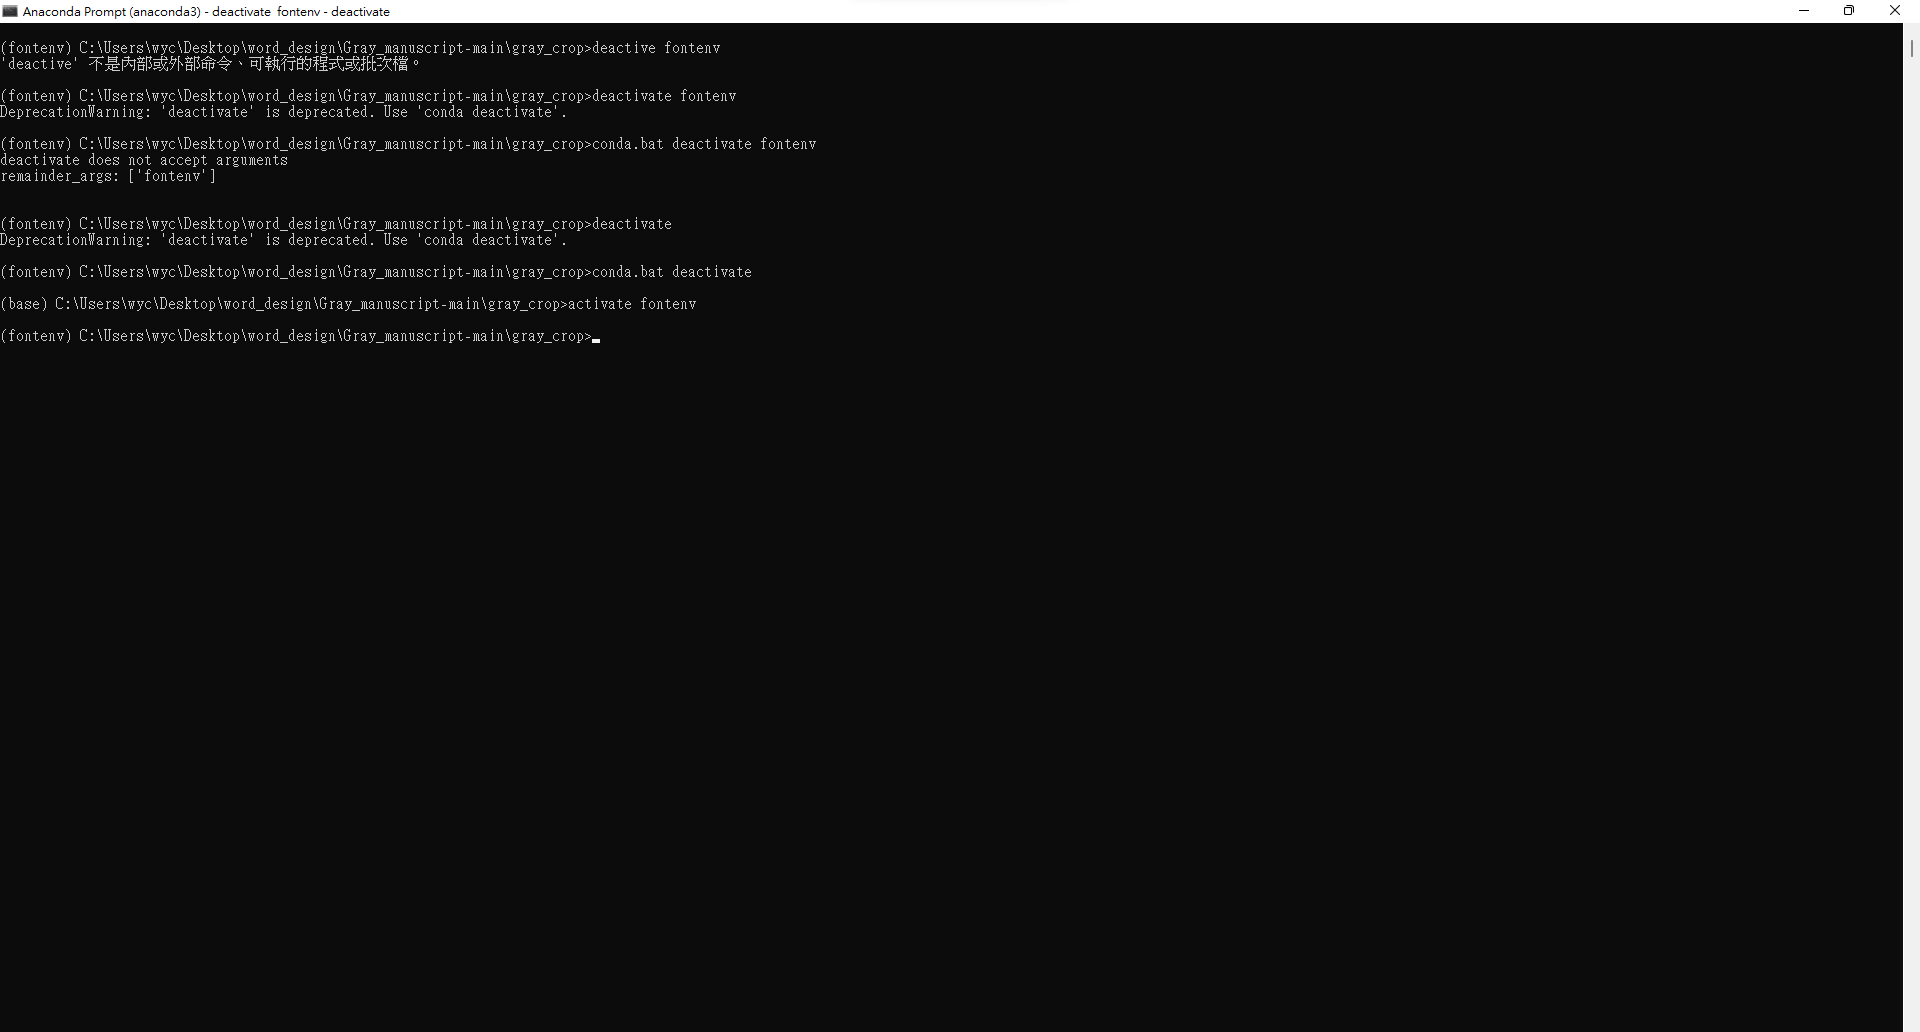 Anaconda Prompt (anaconda3) - deactivate  fontenv - deactivate
(fontenv) C:\Users\wyc\Desktop\word_design\Gray_manuscript-main\gray_crop>deactive fontenv
'deactive' 不是內部或外部命令、可執行的程式或批次檔。
(fontenv) C:\Users\wyc\Desktop\word_design\Gray_manuscript-main\gray_crop>deactivate fontenv
DeprecationWarning: 'deactivate' is deprecated. Use 'conda deactivate'.
(fontenv) C:\Users\wyc\Desktop\word_design\Gray_manuscript-main\gray_crop>conda.bat deactivate fontenv
deactivate does not accept arguments
remainder_args: ['fontenv']
(fontenv) C:\Users\wyc\Desktop\word_design\Gray_manuscript-main\gray_crop>deactivate
DeprecationWarning: 'deactivate' is deprecated. Use 'conda deactivate'.
(fontenv) C:\Users\wyc\Desktop\word_design\Gray_manuscript-main\gray_crop>conda.bat deactivate
(base) C:\Users\wyc\Desktop\word_design\Gray_manuscript-main\gray_crop>activate fontenv
(fontenv) C:\Users\wyc\Desktop\word_design\Gray_manuscript-main\gray_crop>